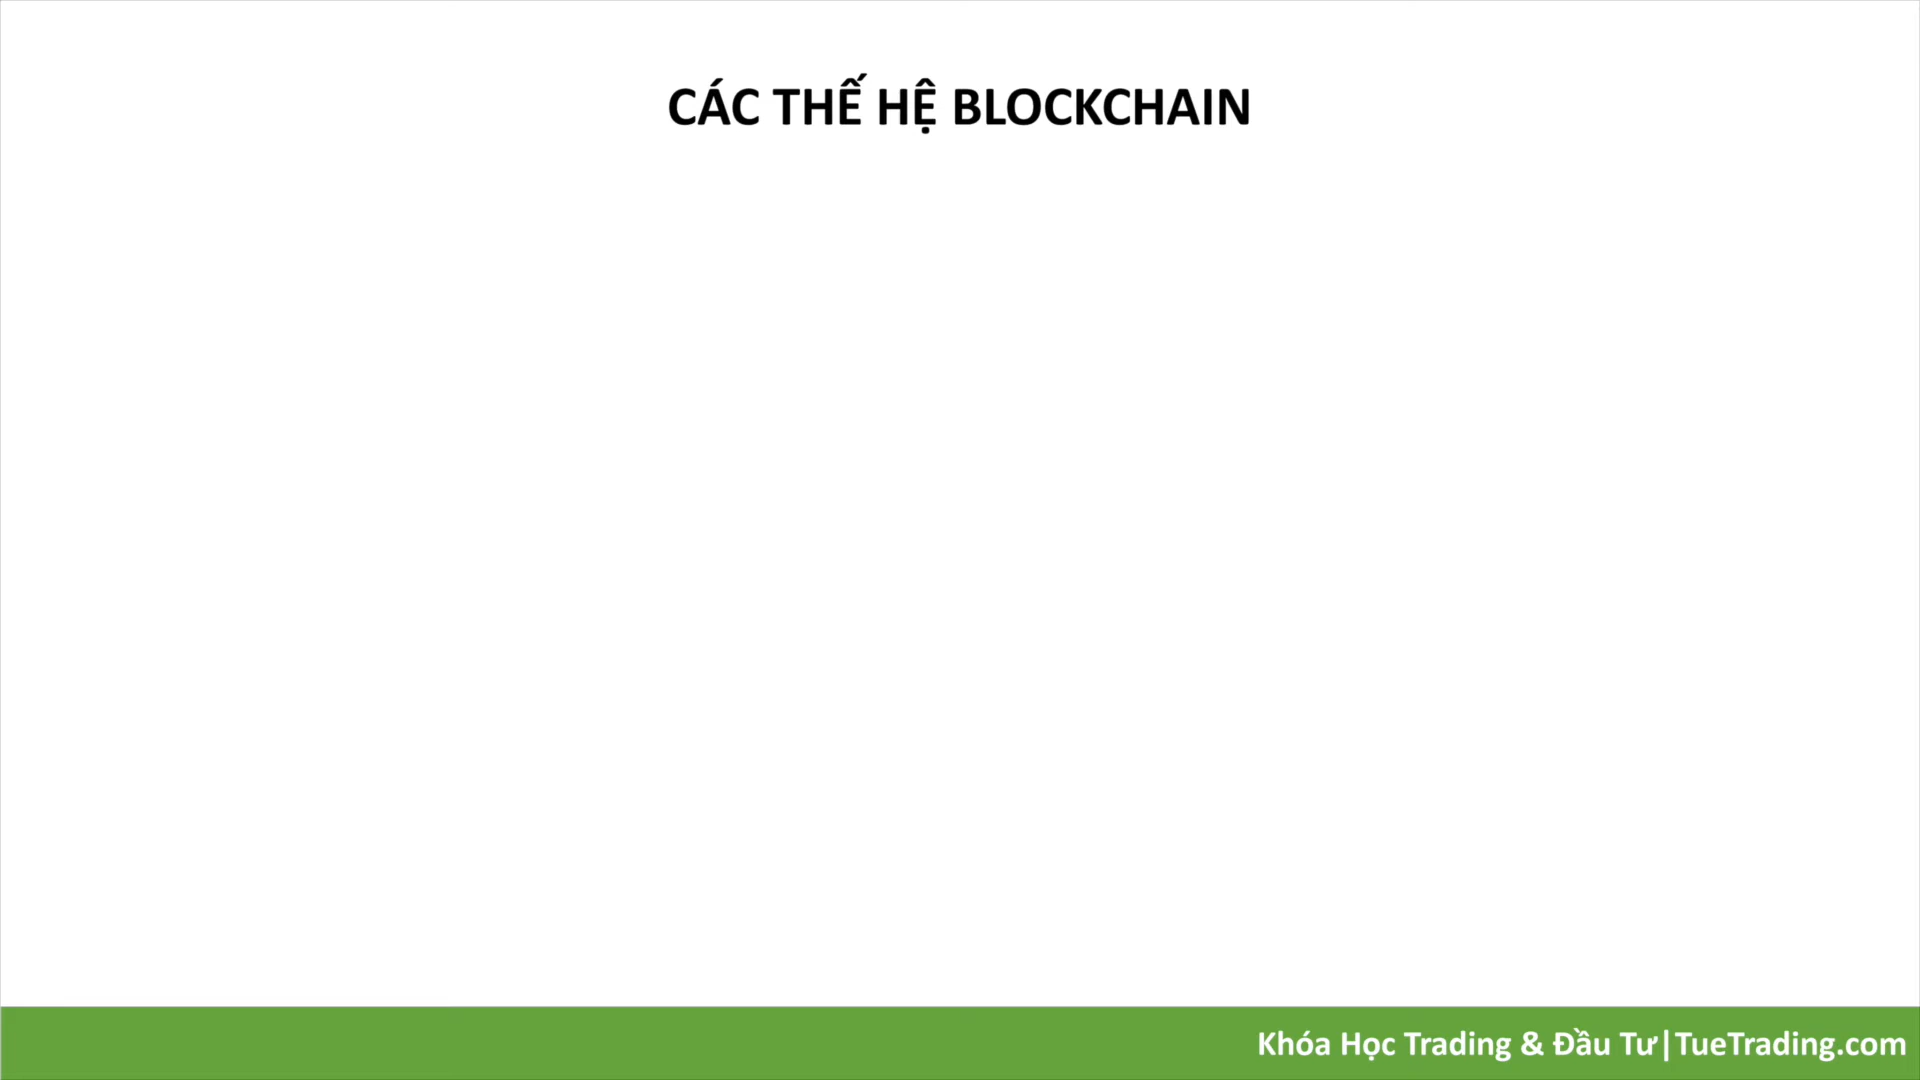 CÁC THẾ HỆ BLOCKCHAIN
Khóa Học Trading & Đầu Tư|TueTrading.com